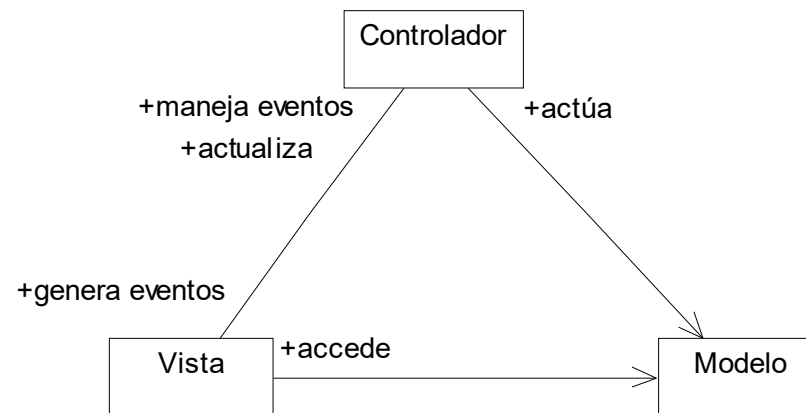 Controlador
+maneja eventos
+actúa
+actualiza
+genera eventos
Vista
+accede
Modelo